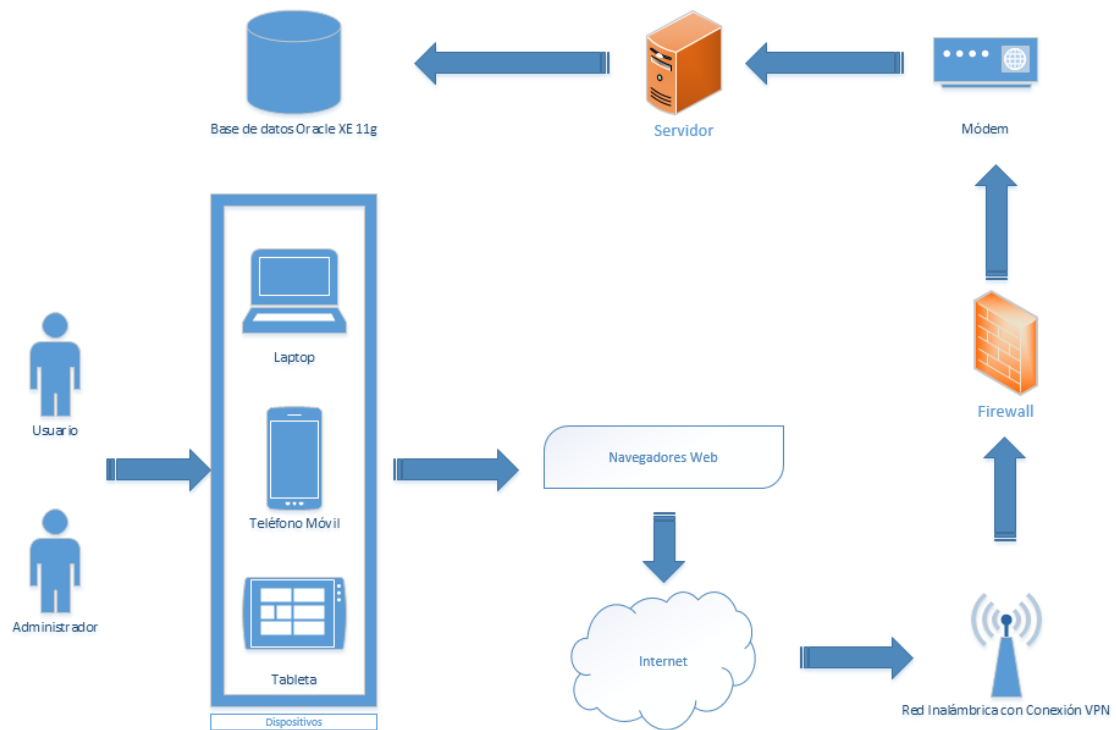 Base de datos Oracle XE 11g
Servidor
Módem
Laptop
Usuario
Firewall
Navegadores Web
Teléfono Móvil
Administrador
Internet
Tableta
Red Inalámbrica con Conexión VPN
Dispositivos